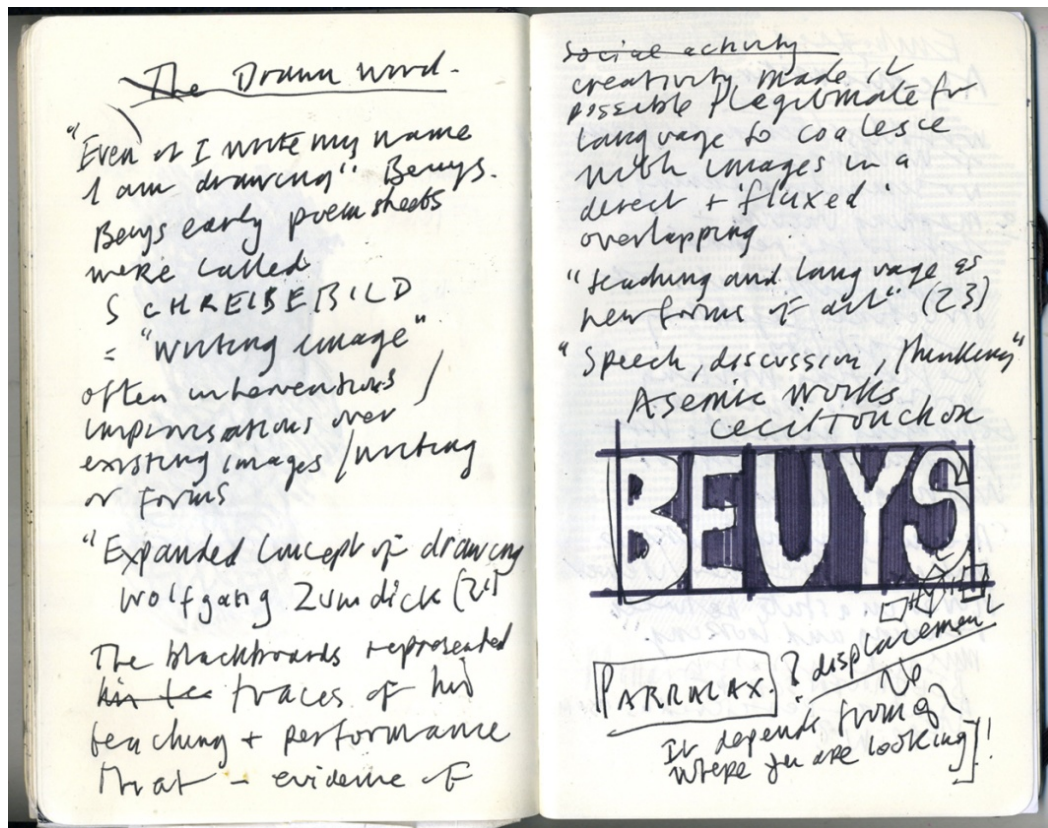 The Drawn word.
"Even if I write my name
I am drawing" Beuys.
Beuys early poem sheets
were called
SCHREIBEBILD
= "Writing image"
often interventions /
improvisations over
existing images / writing
or forms
"Expanded Concept of drawing
Wolfgang Zumdick (21)
The blackboards represented
his te traces of his
teaching + performance
that – evidence of
social activity
creativity made it
possible & legitimate for
language to coalesce
with images in a
direct + 'fluxed'
overlapping.
"teaching and language as
new forms of art" (23)
"Speech, discussion, thinking"
Asemic works
Cecil Touchon
BEUYS
PARRALAX. ? displacement
It depends from
where you are looking]!